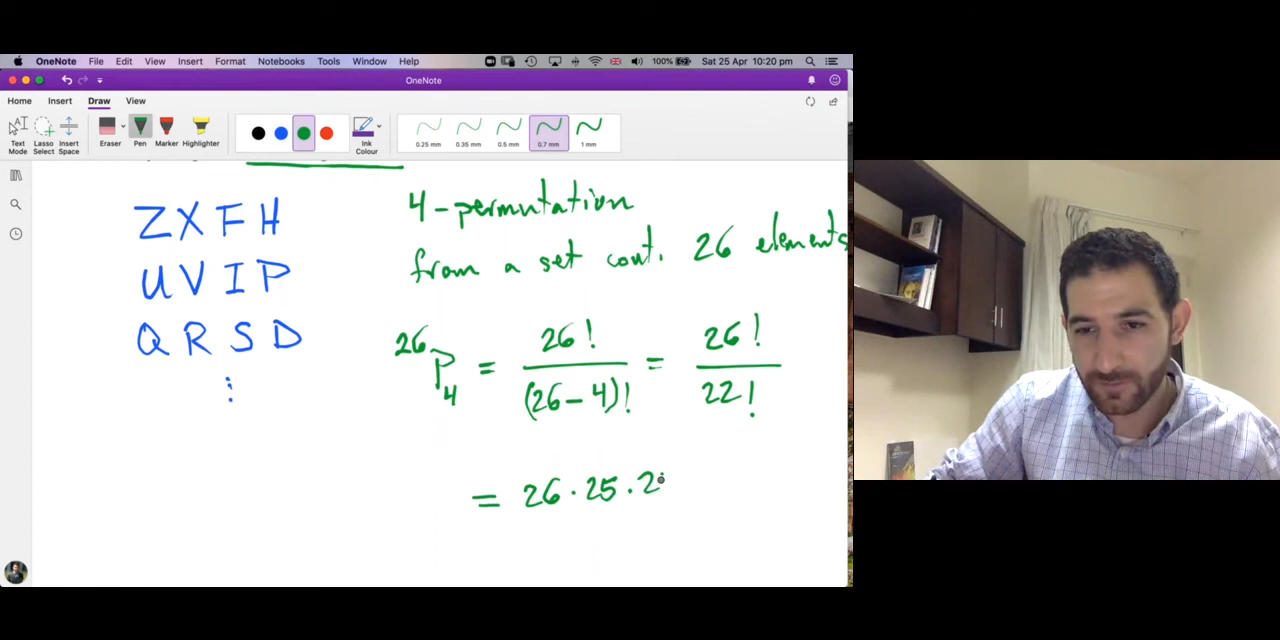 OneNote File Edit View Insert Format Notebooks Tools Window Help 100% Sat 25 Apr 10:20 pm
OneNote
Home Insert Draw View
Text Mode Lasso Select Insert Space Eraser Pen Marker Highlighter Ink Colour 0.25 mm 0.35 mm 0.5 mm 0.7 mm 1 mm
4-permutation
from a set cont. 26 elements
Z X F H
U V I P
Q R S D
⋮
26P4 = 26! / (26-4)! = 26! / 22!
= 26 · 25 · 2